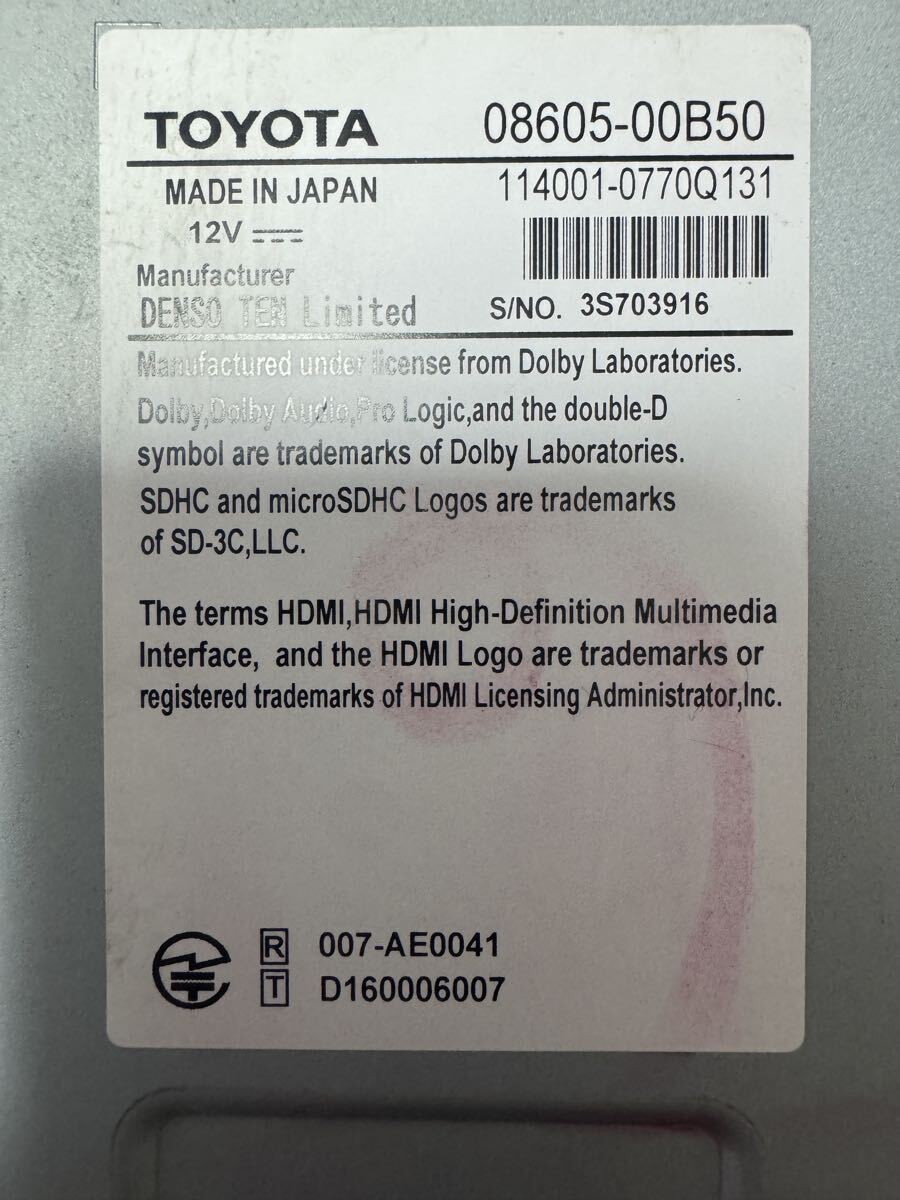 TOYOTA 08605-00B50
MADE IN JAPAN 114001-0770Q131
12V
Manufacturer
DENSO TEN Limited S/NO. 3S703916
Manufactured under license from Dolby Laboratories.
Dolby,Dolby Audio,Pro Logic,and the double-D
symbol are trademarks of Dolby Laboratories.
SDHC and microSDHC Logos are trademarks
of SD-3C,LLC.
The terms HDMI,HDMI High-Definition Multimedia
Interface, and the HDMI Logo are trademarks or
registered trademarks of HDMI Licensing Administrator,Inc.
R 007-AE0041
T D160006007